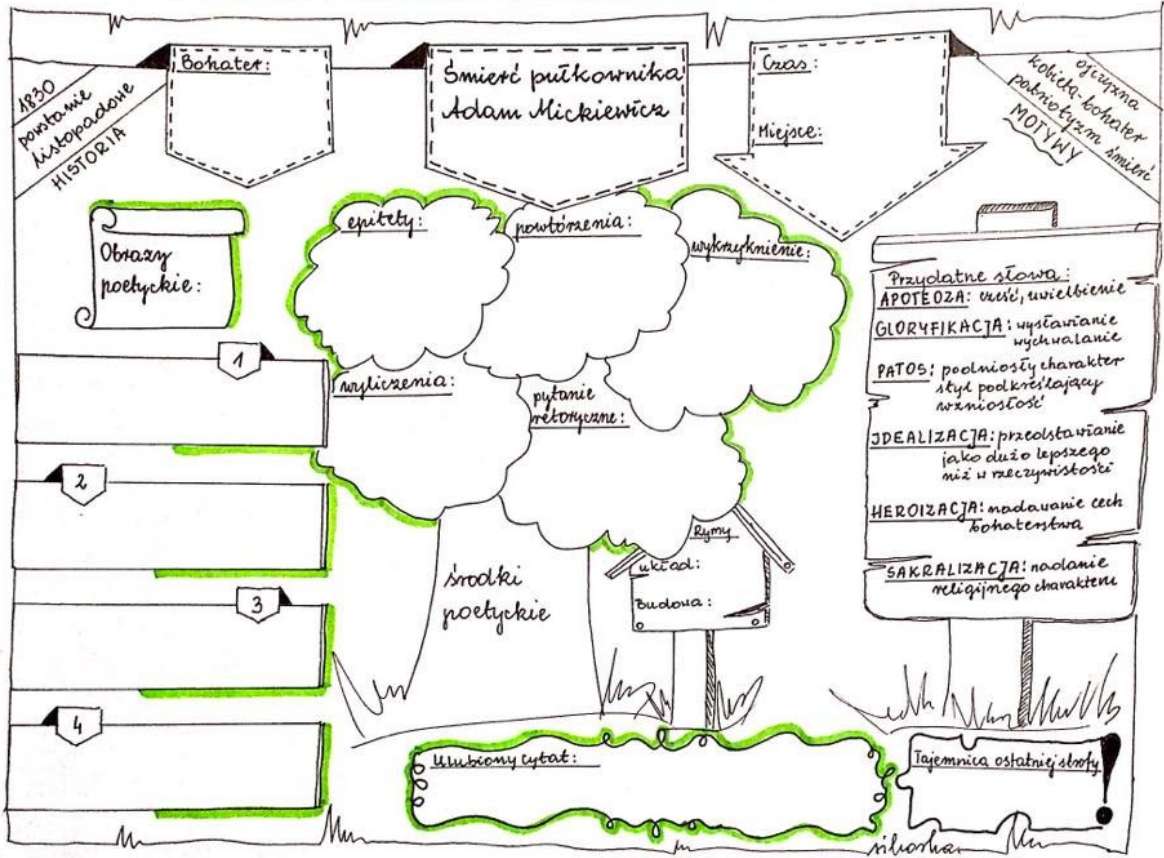 1830
powstanie
listopadowe
HISTORIA
Bohater:
Śmierć pułkownika
Adam Mickiewicz
Czas:
Miejsce:
ojczyzna
kobieta-bohater
patriotyzm śmierć
MOTYWY
Obrazy
poetyckie:
1
2
3
4
epitety:
powtórzenia:
wykrzyknienie:
wyliczenia:
pytanie
retoryczne:
środki
poetyckie
Rymy
układ:
Budowa:
Przydatne słowa:
APOTEOZA: cześć, uwielbienie
GLORYFIKACJA: wysławianie
wychwalanie
PATOS: podniosły charakter
styl podkreślający
wzniosłość
IDEALIZACJA: przedstawianie
jako dużo lepszego
niż w rzeczywistości
HEROIZACJA: nadawanie cech
bohaterstwa
SAKRALIZACJA: nadanie
religijnego charakteru
Ulubiony cytat:
Tajemnica ostatniej strofy
!